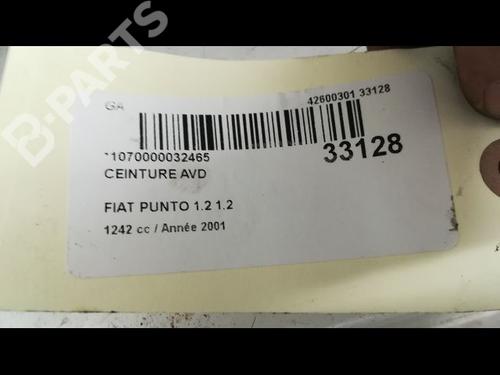 GA
42600301 33128
*1070000032465
33128
CEINTURE AVD
FIAT PUNTO 1.2 1.2
1242 cc / Année 2001
B-PARTS